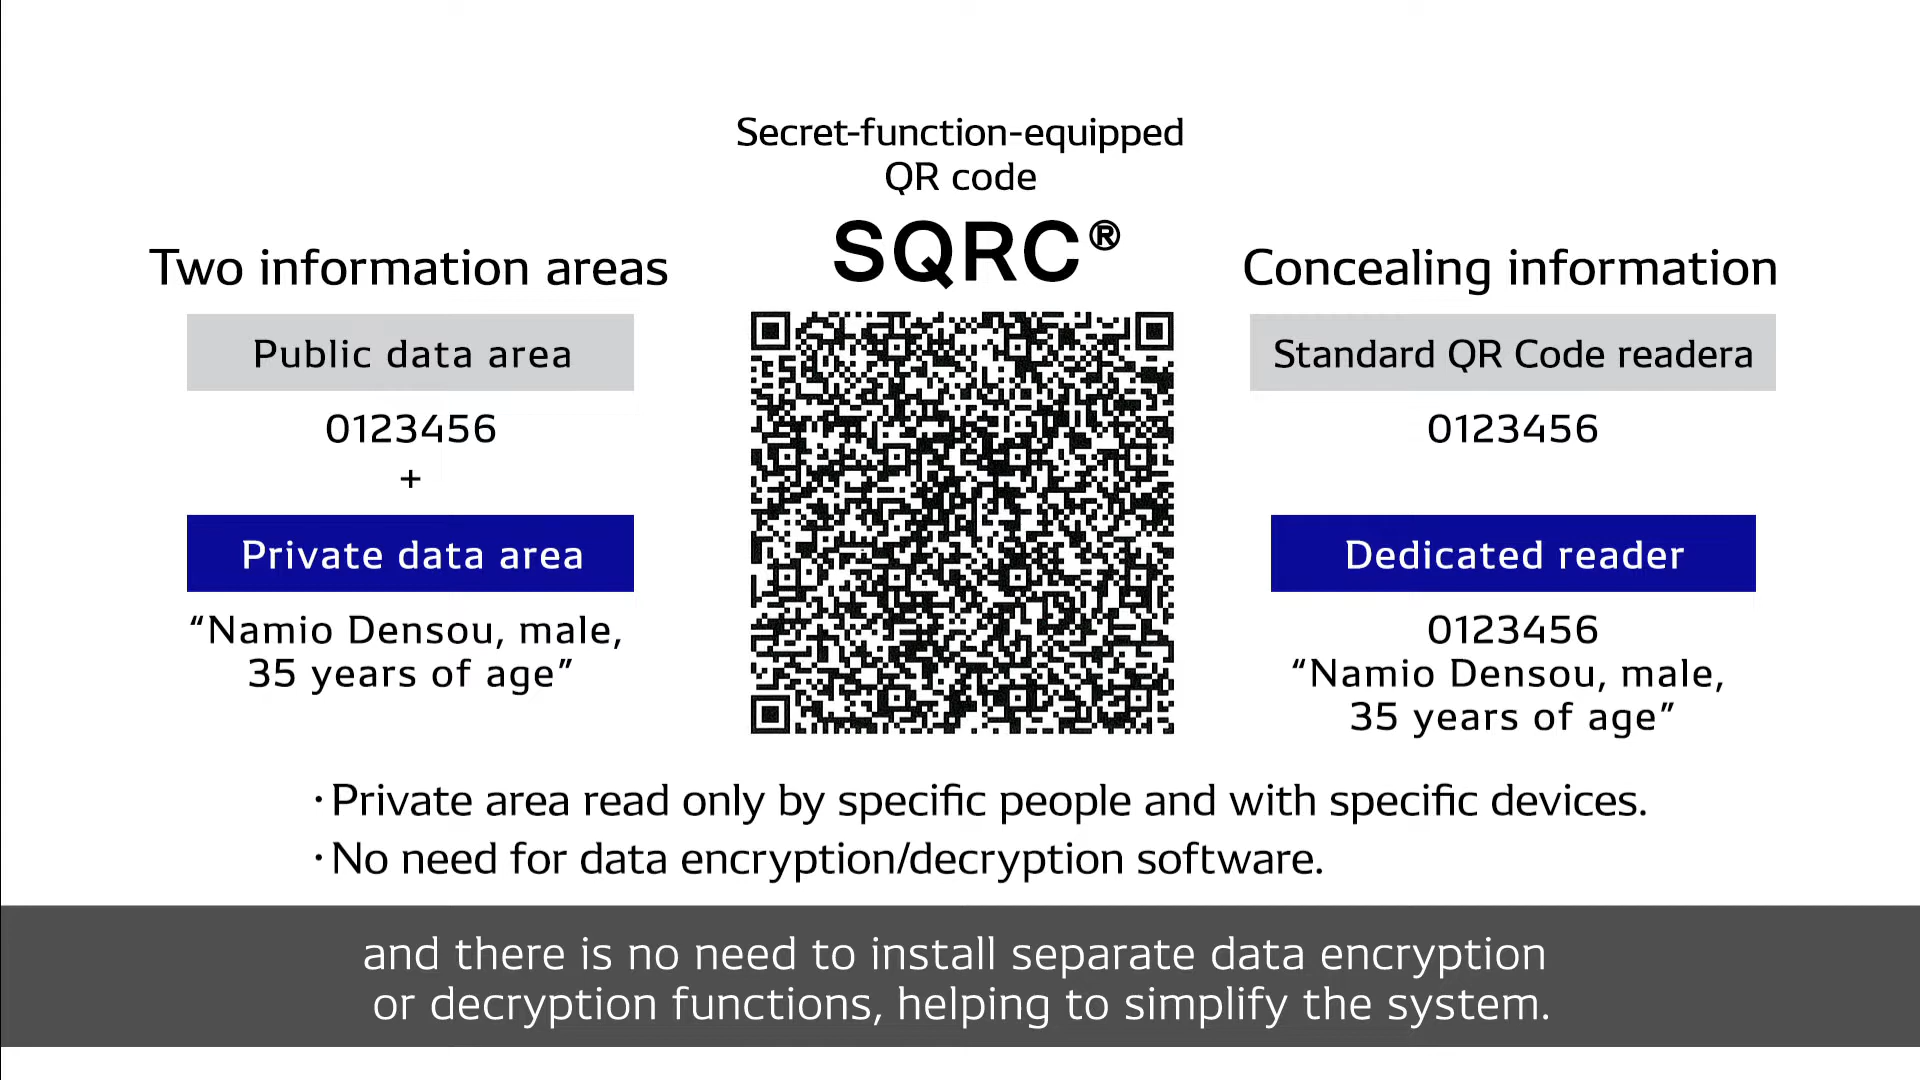 Secret-function-equipped
QR code
SQRC®
Two information areas
Public data area
0123456
+
Private data area
“Namio Densou, male,
35 years of age”
Concealing information
Standard QR Code readera
0123456
Dedicated reader
0123456
“Namio Densou, male,
35 years of age”
・Private area read only by specific people and with specific devices.
・No need for data encryption/decryption software.
and there is no need to install separate data encryption
or decryption functions, helping to simplify the system.